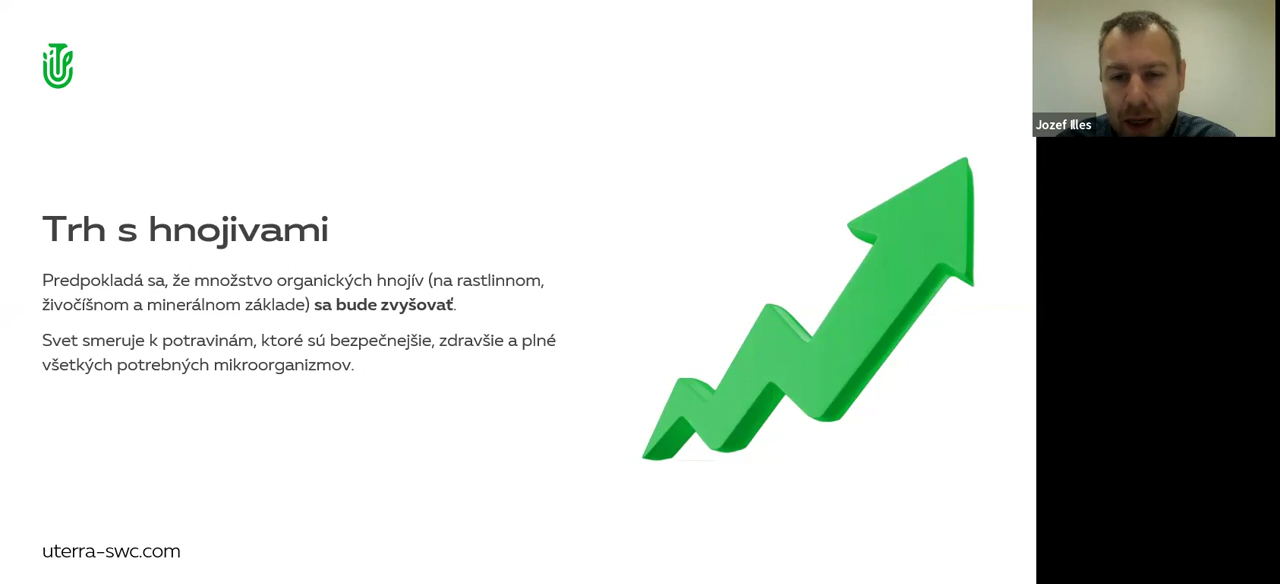 Trh s hnojivami
Predpokladá sa, že množstvo organických hnojív (na rastlinnom,
živočíšnom a minerálnom základe) sa bude zvyšovať.
Svet smeruje k potravinám, ktoré sú bezpečnejšie, zdravšie a plné
všetkých potrebných mikroorganizmov.
uterra-swc.com
Jozef Illes